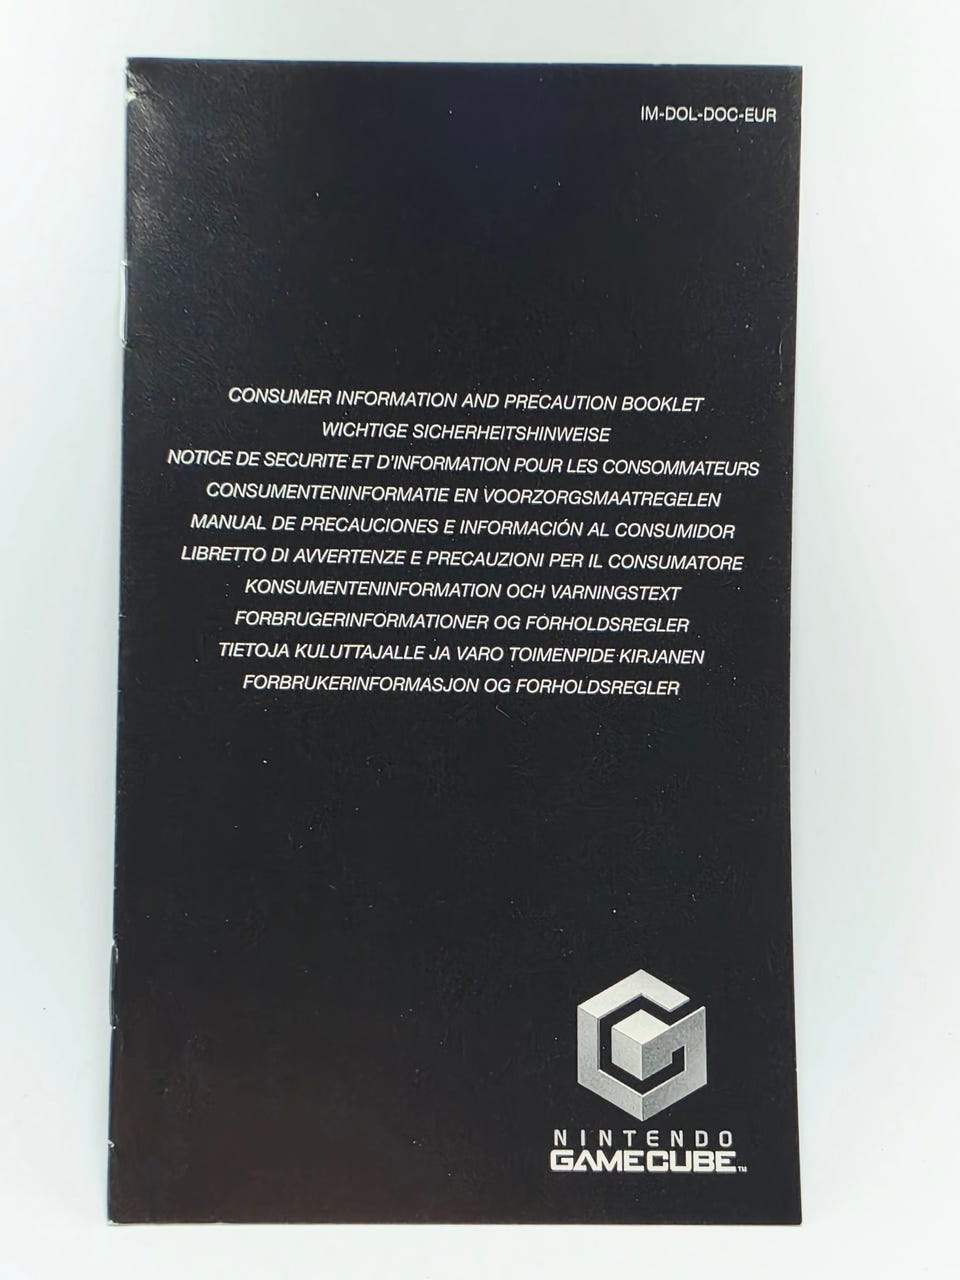 IM-DOL-DOC-EUR
CONSUMER INFORMATION AND PRECAUTION BOOKLET
WICHTIGE SICHERHEITSHINWEISE
NOTICE DE SECURITE ET D'INFORMATION POUR LES CONSOMMATEURS
CONSUMENTENINFORMATIE EN VOORZORGSMAATREGELEN
MANUAL DE PRECAUCIONES E INFORMACIÓN AL CONSUMIDOR
LIBRETTO DI AVVERTENZE E PRECAUZIONI PER IL CONSUMATORE
KONSUMENTENINFORMATION OCH VARNINGSTEXT
FORBRUGERINFORMATIONER OG FORHOLDSREGLER
TIETOJA KULUTTAJALLE JA VARO TOIMENPIDE KIRJANEN
FORBRUKERINFORMASJON OG FORHOLDSREGLER
NINTENDO
GAMECUBE™